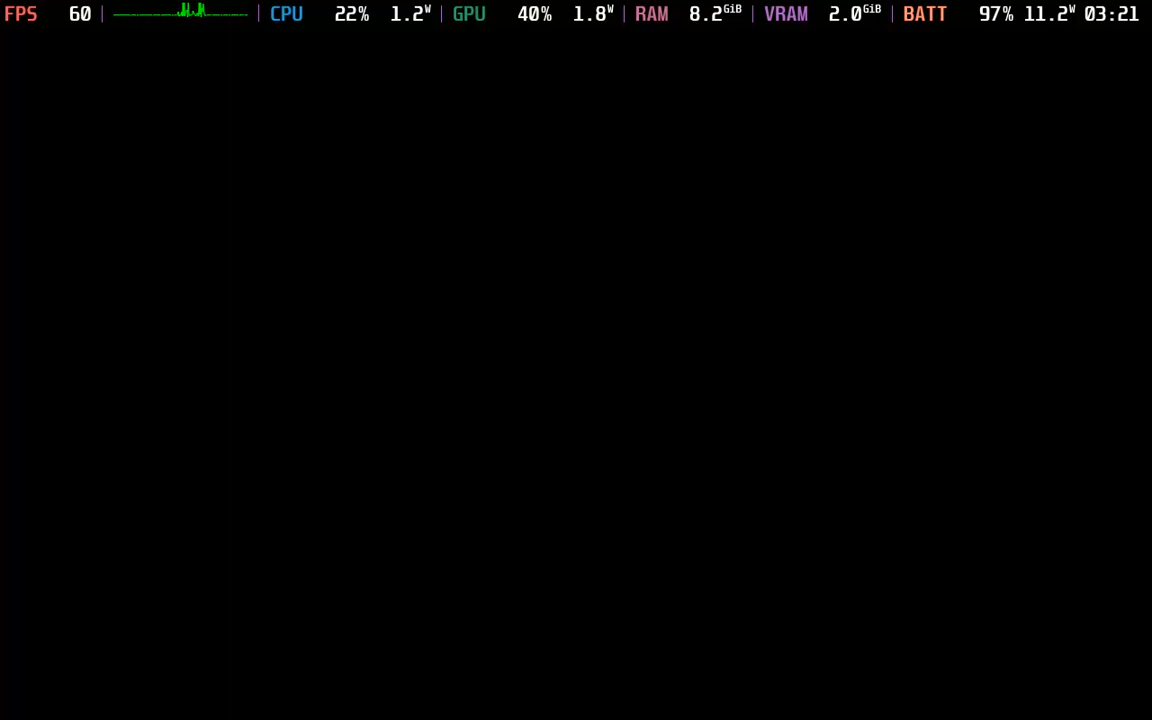 FPS 60 | | CPU 22% 1.2W | GPU 40% 1.8W | RAM 8.2GiB | VRAM 2.0GiB | BATT 97% 11.2W 03:21